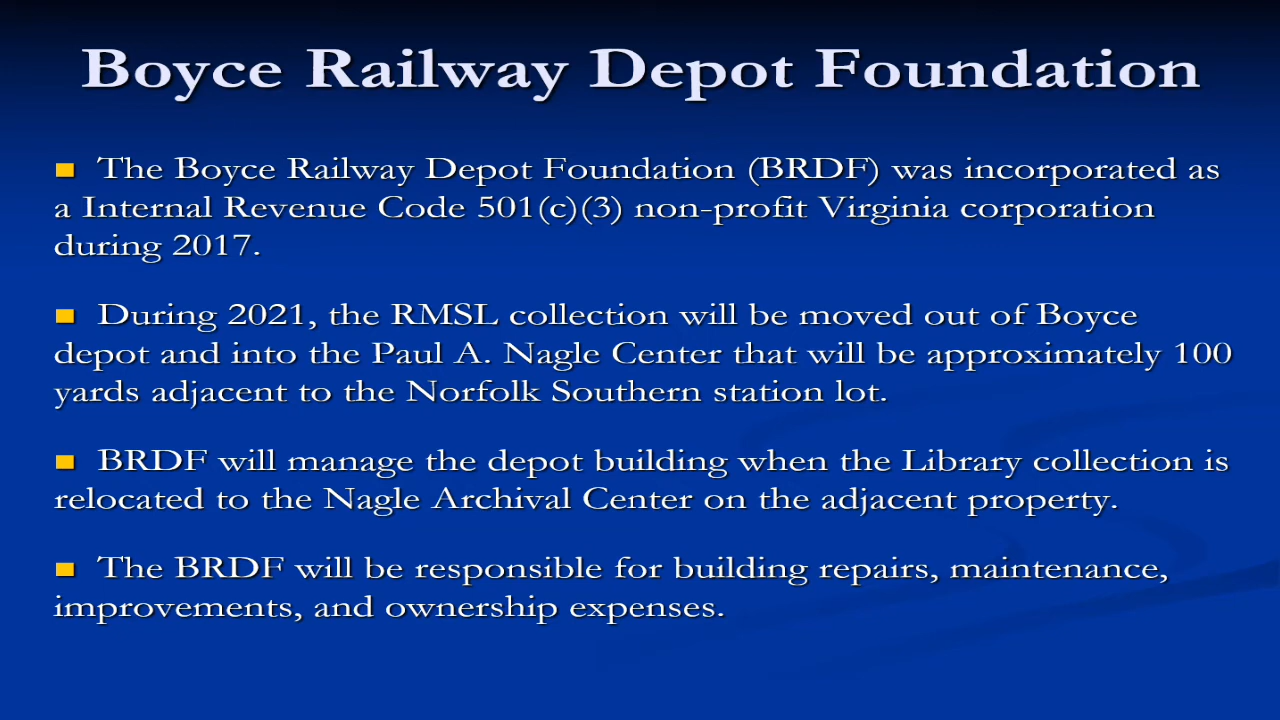 Boyce Railway Depot Foundation
■ The Boyce Railway Depot Foundation (BRDF) was incorporated as
a Internal Revenue Code 501(c)(3) non-profit Virginia corporation
during 2017.
■ During 2021, the RMSL collection will be moved out of Boyce
depot and into the Paul A. Nagle Center that will be approximately 100
yards adjacent to the Norfolk Southern station lot.
■ BRDF will manage the depot building when the Library collection is
relocated to the Nagle Archival Center on the adjacent property.
■ The BRDF will be responsible for building repairs, maintenance,
improvements, and ownership expenses.